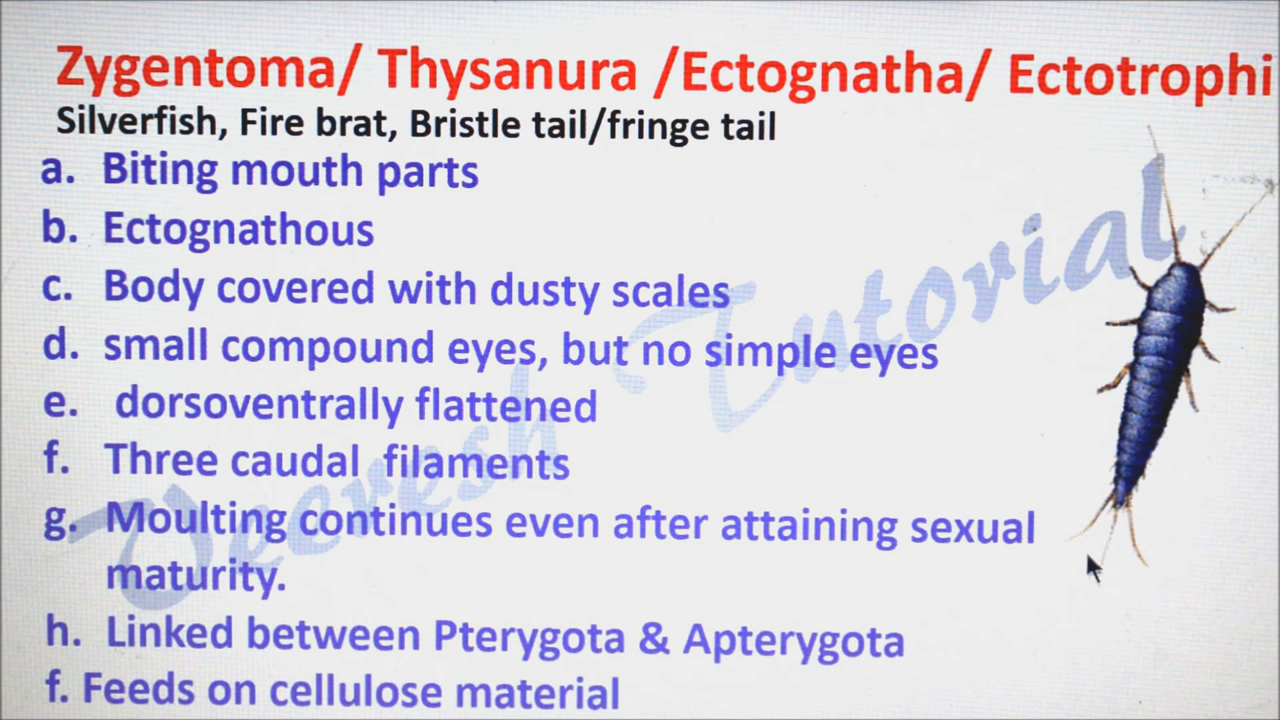 Zygentoma/ Thysanura /Ectognatha/ Ectotrophi
Silverfish, Fire brat, Bristle tail/fringe tail
a. Biting mouth parts
b. Ectognathous
c. Body covered with dusty scales
d. small compound eyes, but no simple eyes
e. dorsoventrally flattened
f. Three caudal filaments
g. Moulting continues even after attaining sexual
maturity.
h. Linked between Pterygota & Apterygota
f. Feeds on cellulose material
Veeresh Tutorial